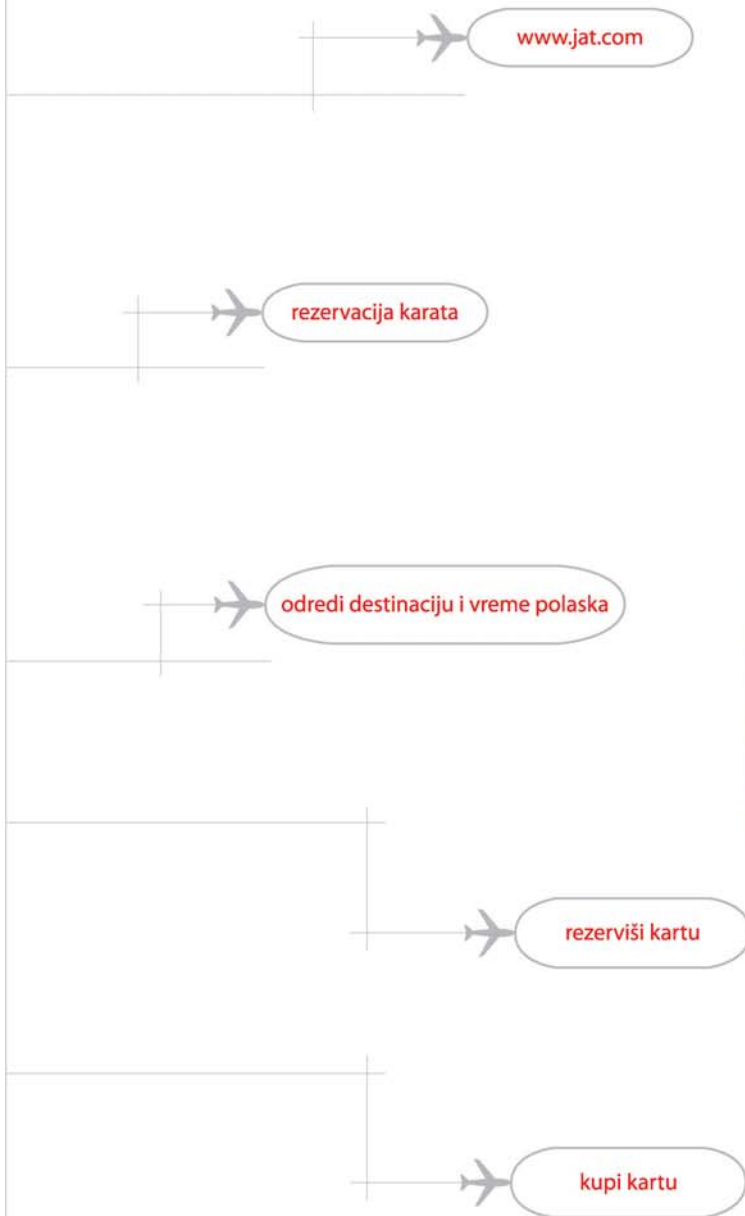 www.jat.com
rezervacija karata
odredi destinaciju i vreme polaska
rezerviši kartu
kupi kartu